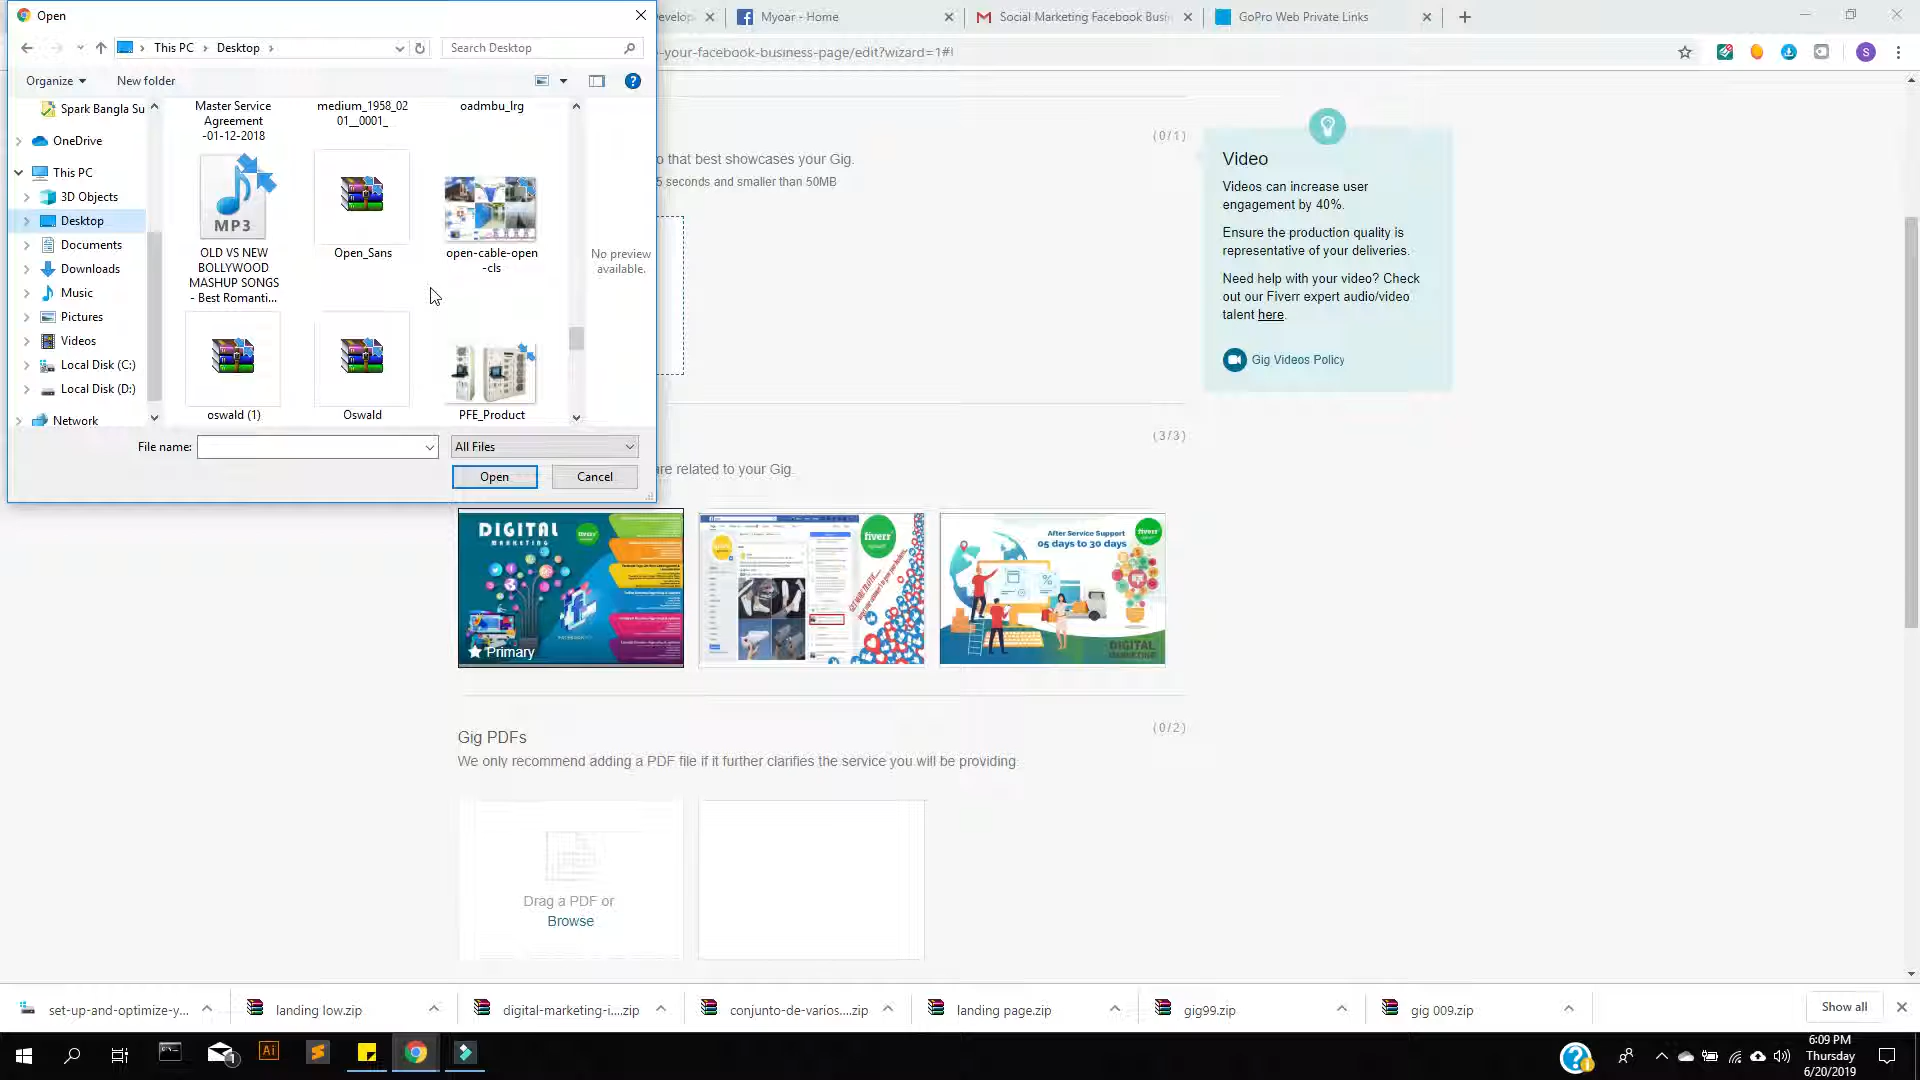 Open
Develop
Myoar - Home
Social Marketing Facebook Busi
GoPro Web Private Links
This PC
Desktop
Search Desktop
-your-facebook-business-page/edit?wizard=1#!
S
Organize
New folder
Spark Bangla Su
OneDrive
This PC
3D Objects
Desktop
Documents
Downloads
Music
Pictures
Videos
Local Disk (C:)
Local Disk (D:)
Network
Master Service
Agreement
-01-12-2018
medium_1958_02
01__0001_
oadmbu_lrg
MP3
OLD VS NEW
BOLLYWOOD
MASHUP SONGS
- Best Romanti...
Open_Sans
open-cable-open
-cls
oswald (1)
Oswald
PFE_Product
No preview
available.
File name:
All Files
Open
Cancel
(0/1)
o that best showcases your Gig.
5 seconds and smaller than 50MB
Video
Videos can increase user
engagement by 40%.
Ensure the production quality is
representative of your deliveries.
Need help with your video? Check
out our Fiverr expert audio/video
talent here.
Gig Videos Policy
(3/3)
are related to your Gig.
DIGITAL
MARKETING
fiverr
Primary
fiverr
After Service Support
05 days to 30 days
fiverr
DIGITAL
MARKETING
Gig PDFs
(0/2)
We only recommend adding a PDF file if it further clarifies the service you will be providing
Drag a PDF or
Browse
set-up-and-optimize-y...
landing low.zip
digital-marketing-i....zip
conjunto-de-varios....zip
landing page.zip
gig99.zip
gig 009.zip
Show all
Ai
1
6:09 PM
Thursday
6/20/2019